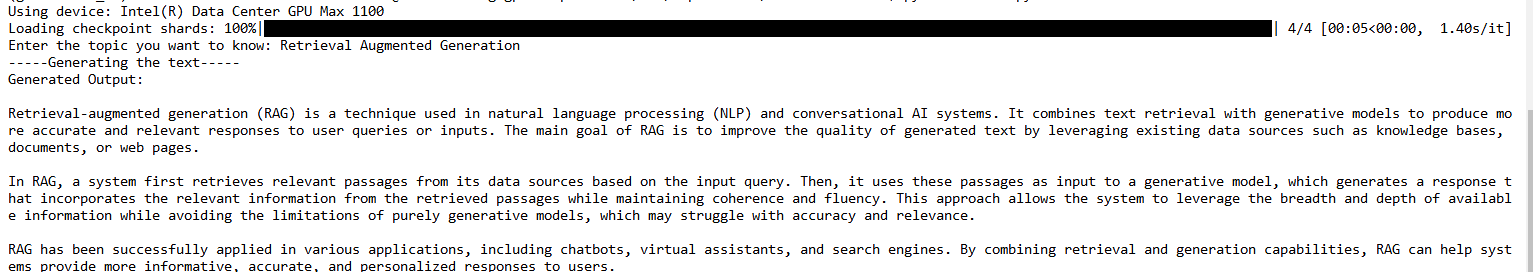 Using device: Intel(R) Data Center GPU Max 1100
Loading checkpoint shards: 100%| | 4/4 [00:05<00:00,  1.40s/it]
Enter the topic you want to know: Retrieval Augmented Generation
-----Generating the text-----
Generated Output:
Retrieval-augmented generation (RAG) is a technique used in natural language processing (NLP) and conversational AI systems. It combines text retrieval with generative models to produce mo
re accurate and relevant responses to user queries or inputs. The main goal of RAG is to improve the quality of generated text by leveraging existing data sources such as knowledge bases,
documents, or web pages.
In RAG, a system first retrieves relevant passages from its data sources based on the input query. Then, it uses these passages as input to a generative model, which generates a response t
hat incorporates the relevant information from the retrieved passages while maintaining coherence and fluency. This approach allows the system to leverage the breadth and depth of availabl
e information while avoiding the limitations of purely generative models, which may struggle with accuracy and relevance.
RAG has been successfully applied in various applications, including chatbots, virtual assistants, and search engines. By combining retrieval and generation capabilities, RAG can help syst
ems provide more informative, accurate, and personalized responses to users.